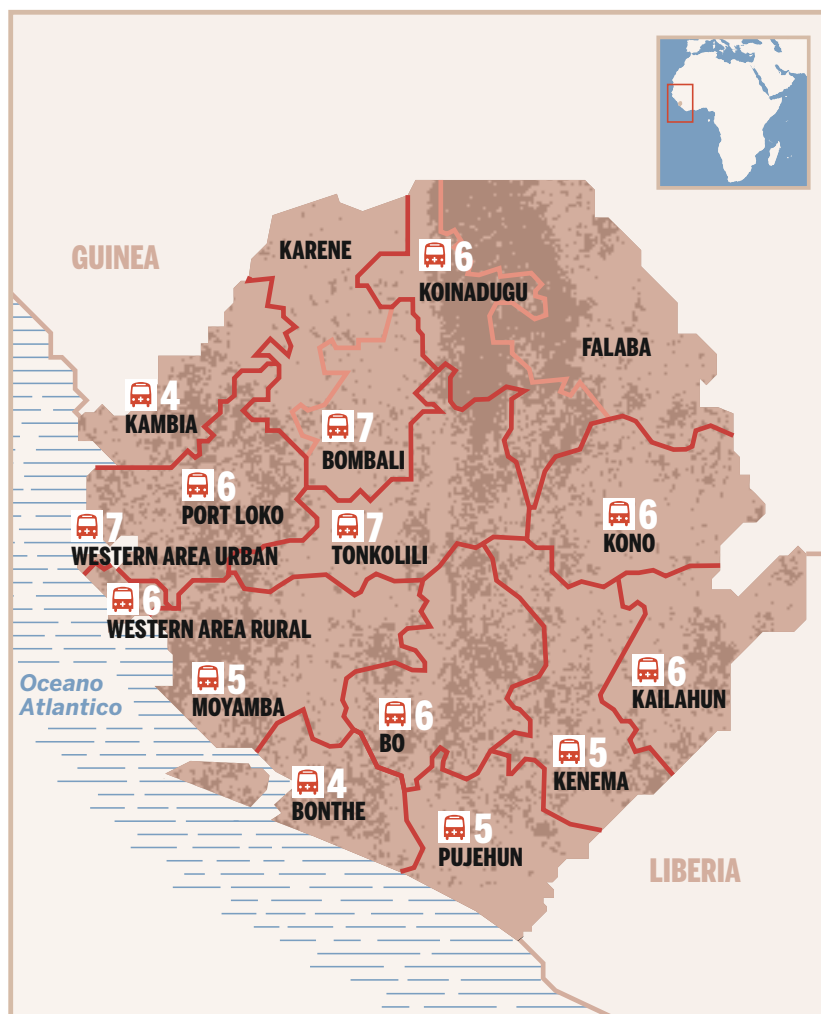 KARENE
GUINEA
6
KOINADUGU
FALABA
4
KAMBIA
7
BOMBALI
6
PORT LOKO
7
WESTERN AREA URBAN
7
TONKOLILI
6
KONO
6
WESTERN AREA RURAL
5
MOYAMBA
6
KAILAHUN
Oceano
Atlantico
6
BO
5
KENEMA
4
BONTHE
5
PUJEHUN
LIBERIA